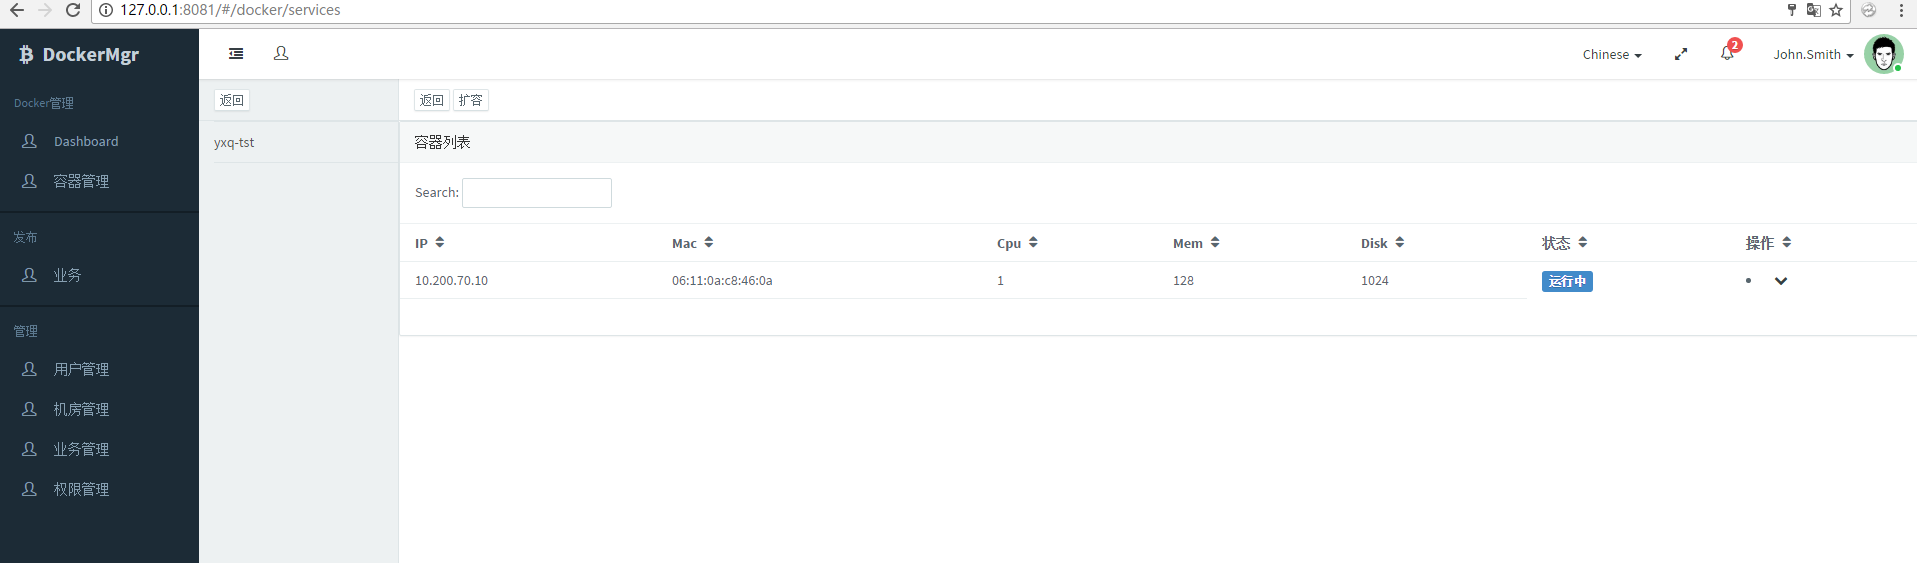 127.0.0.1:8081/#/docker/services
DockerMgr
Chinese
2
John.Smith
Docker管理
Dashboard
容器管理
发布
业务
管理
用户管理
机房管理
业务管理
权限管理
返回
yxq-tst
返回 扩容
容器列表
Search:
IP Mac Cpu Mem Disk 状态 操作
10.200.70.10 06:11:0a:c8:46:0a 1 128 1024 运行中